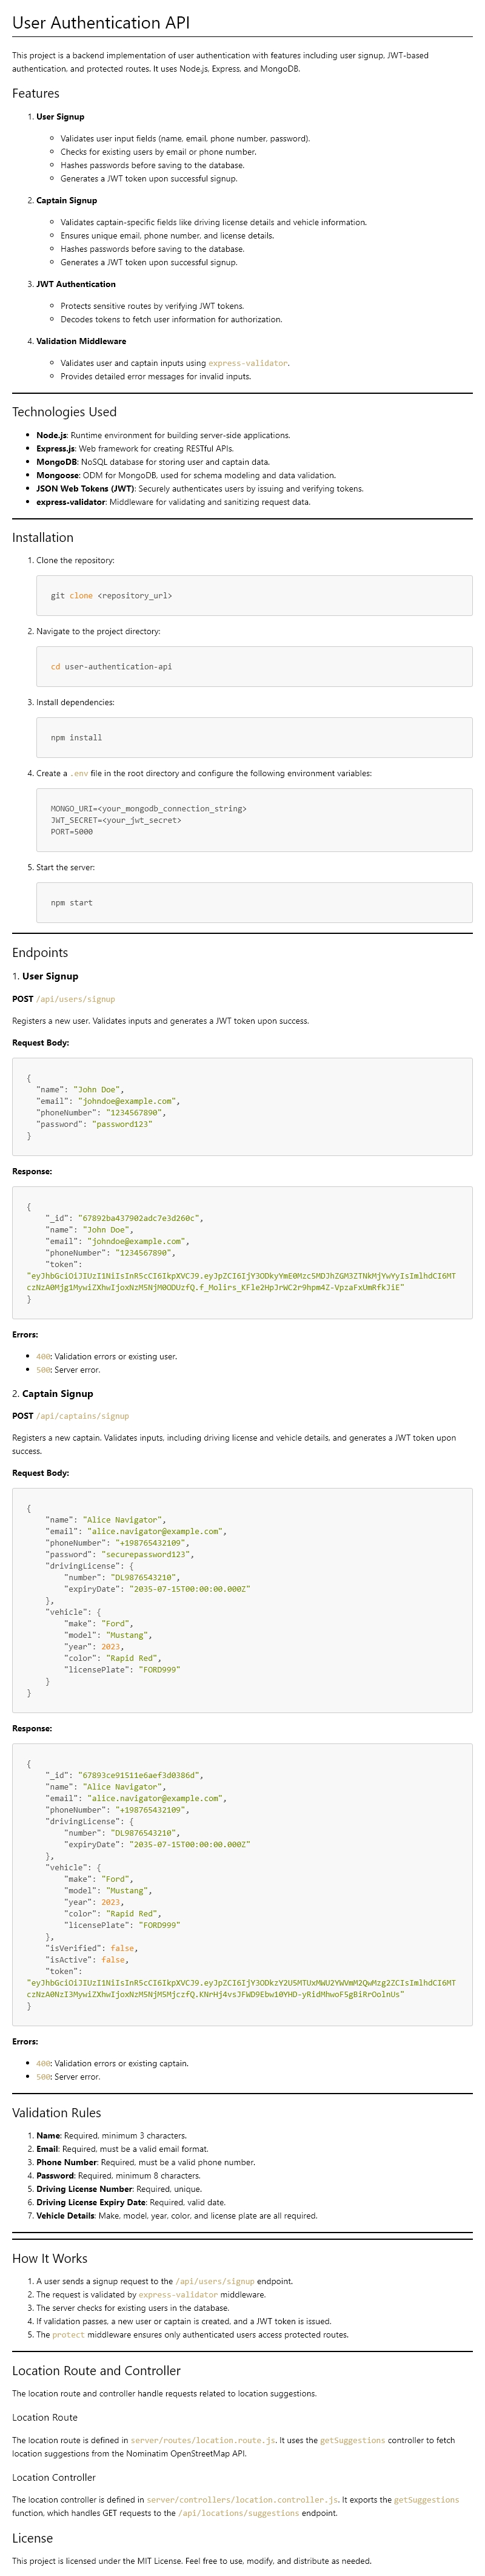 User Authentication API
This project is a backend implementation of user authentication with features including user signup, JWT-based
authentication, and protected routes. It uses Node.js, Express, and MongoDB.
Features
1. User Signup
Validates user input fields (name, email, phone number, password).
Checks for existing users by email or phone number.
Hashes passwords before saving to the database.
Generates a JWT token upon successful signup.
2. Captain Signup
Validates captain-specific fields like driving license details and vehicle information.
Ensures unique email, phone number, and license details.
Hashes passwords before saving to the database.
Generates a JWT token upon successful signup.
3. JWT Authentication
Protects sensitive routes by verifying JWT tokens.
Decodes tokens to fetch user information for authorization.
4. Validation Middleware
Validates user and captain inputs using express-validator.
Provides detailed error messages for invalid inputs.
Technologies Used
Node.js: Runtime environment for building server-side applications.
Express.js: Web framework for creating RESTful APIs.
MongoDB: NoSQL database for storing user and captain data.
Mongoose: ODM for MongoDB, used for schema modeling and data validation.
JSON Web Tokens (JWT): Securely authenticates users by issuing and verifying tokens.
express-validator: Middleware for validating and sanitizing request data.
Installation
1. Clone the repository:
git clone <repository_url>
2. Navigate to the project directory:
cd user-authentication-api
3. Install dependencies:
npm install
4. Create a .env file in the root directory and configure the following environment variables:
MONGO_URI=<your_mongodb_connection_string>
JWT_SECRET=<your_jwt_secret>
PORT=5000
5. Start the server:
npm start
Endpoints
1. User Signup
POST /api/users/signup
Registers a new user. Validates inputs and generates a JWT token upon success.
Request Body:
{
"name": "John Doe",
"email": "johndoe@example.com",
"phoneNumber": "1234567890",
"password": "password123"
}
Response:
{
"_id": "67892ba437902adc7e3d260c",
"name": "John Doe",
"email": "johndoe@example.com",
"phoneNumber": "1234567890",
"token":
}
Errors:
400: Validation errors or existing user.
500: Server error.
2. Captain Signup
POST /api/captains/signup
Registers a new captain. Validates inputs, including driving license and vehicle details, and generates a JWT token upon
success.
Request Body:
{
"name": "Alice Navigator",
"email": "alice.navigator@example.com",
"phoneNumber": "+198765432109",
"password": "securepassword123",
"drivingLicense": {
"number": "DL9876543210",
"expiryDate": "2035-07-15T00:00:00.000Z"
},
"vehicle": {
"make": "Ford",
"model": "Mustang",
"year": 2023,
"color": "Rapid Red",
"licensePlate": "FORD999"
}
}
Response:
{
"_id": "67893ce91511e6aef3d0386d",
"name": "Alice Navigator",
"email": "alice.navigator@example.com",
"phoneNumber": "+198765432109",
"drivingLicense": {
"number": "DL9876543210",
"expiryDate": "2035-07-15T00:00:00.000Z"
},
"vehicle": {
"make": "Ford",
"model": "Mustang",
"year": 2023,
"color": "Rapid Red",
"licensePlate": "FORD999"
},
"isVerified": false,
"isActive": false,
"token":
}
Errors:
400: Validation errors or existing captain.
500: Server error.
Validation Rules
1. Name: Required, minimum 3 characters.
2. Email: Required, must be a valid email format.
3. Phone Number: Required, must be a valid phone number.
4. Password: Required, minimum 8 characters.
5. Driving License Number: Required, unique.
6. Driving License Expiry Date: Required, valid date.
7. Vehicle Details: Make, model, year, color, and license plate are all required.
How It Works
1. A user sends a signup request to the /api/users/signup endpoint.
2. The request is validated by express-validator middleware.
3. The server checks for existing users in the database.
4. If validation passes, a new user or captain is created, and a JWT token is issued.
5. The protect middleware ensures only authenticated users access protected routes.
Location Route and Controller
The location route and controller handle requests related to location suggestions.
Location Route
The location route is defined in server/routes/location.route.js. It uses the getSuggestions controller to fetch
location suggestions from the Nominatim OpenStreetMap API.
Location Controller
The location controller is defined in server/controllers/location.controller.js. It exports the getSuggestions
function, which handles GET requests to the /api/locations/suggestions endpoint.
License
This project is licensed under the MIT License. Feel free to use, modify, and distribute as needed.